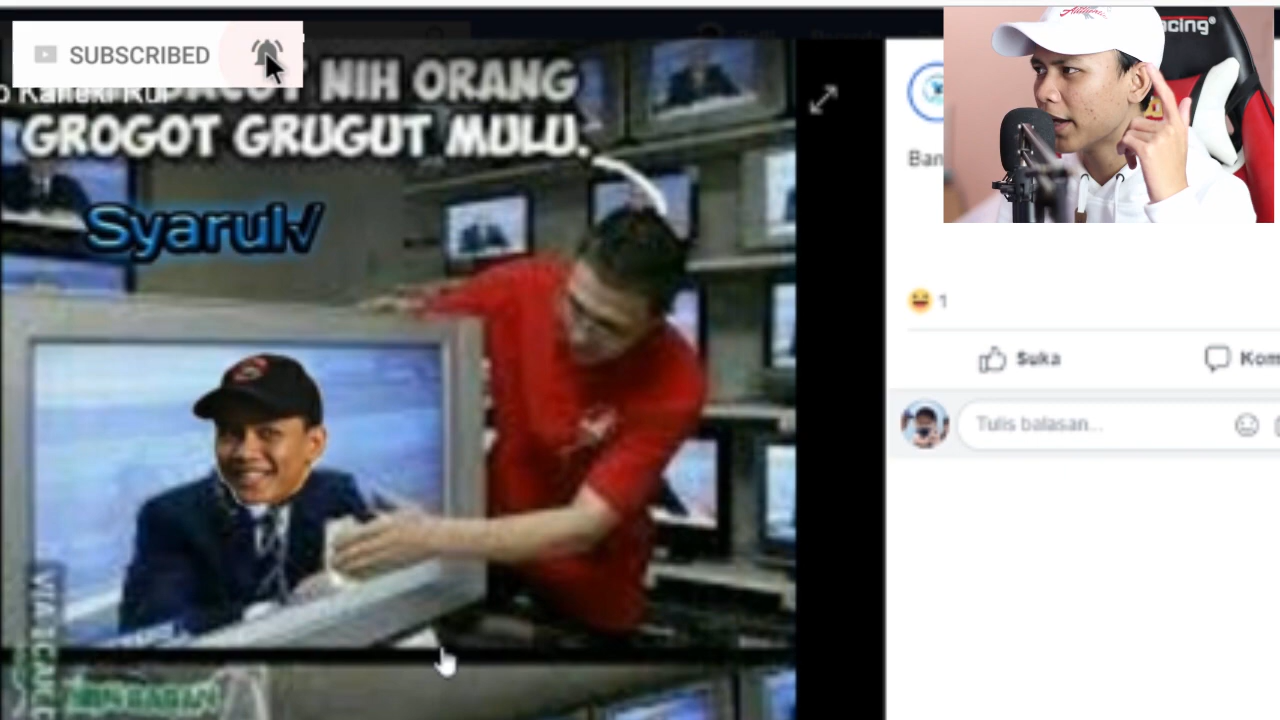 SUBSCRIBED
NIH ORANG
GROGOT GRUGUT MULU.
Syarul√
Ban
1
Suka
Kom
Tulis balasan...